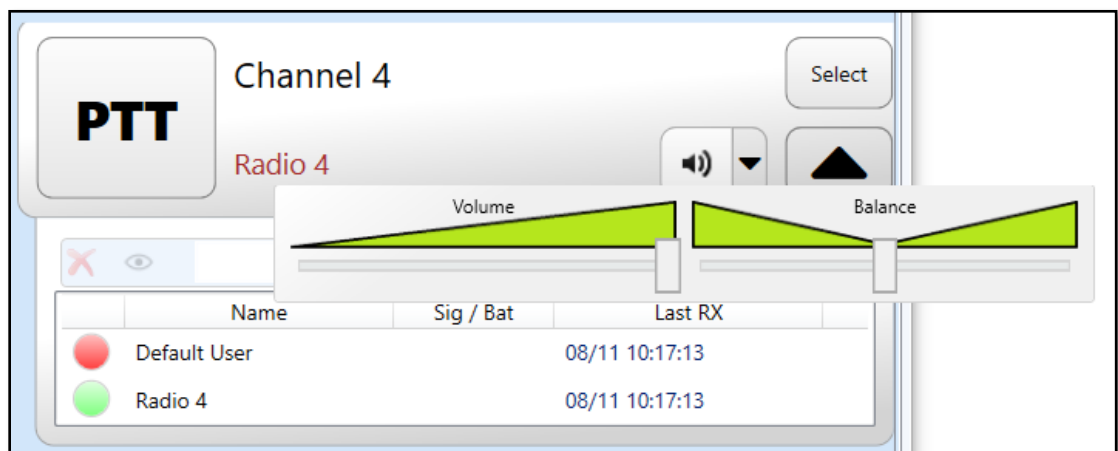 Channel 4
Select
PTT
Radio 4
Volume
Balance
Name Sig / Bat Last RX
Default User 08/11 10:17:13
Radio 4 08/11 10:17:13